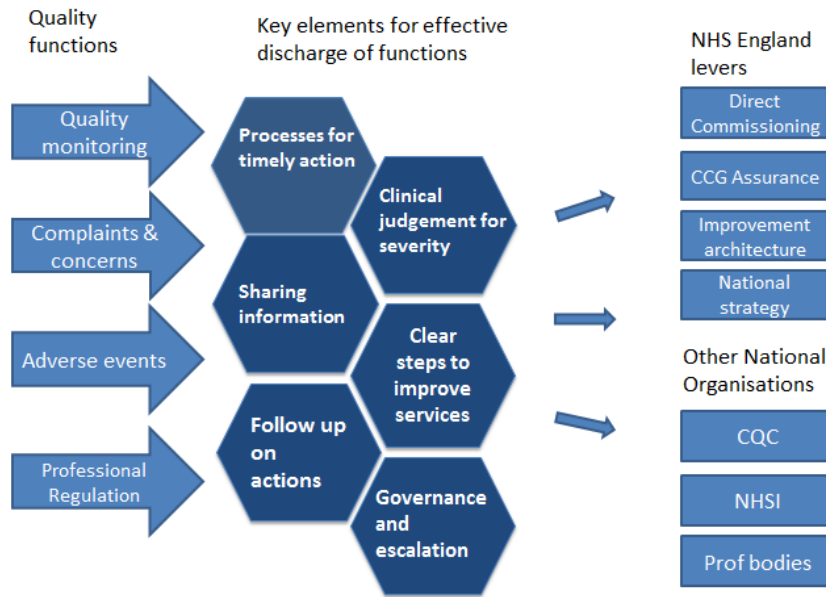 Quality
functions
Key elements for effective
discharge of functions
NHS England
levers
Quality
monitoring
Complaints &
concerns
Adverse events
Professional
Regulation
Processes for
timely action
Clinical
judgement for
severity
Sharing
information
Clear
steps to
improve
services
Follow up
on
actions
Governance
and
escalation
Direct
Commissioning
CCG Assurance
Improvement
architecture
National
strategy
Other National
Organisations
CQC
NHSI
Prof bodies